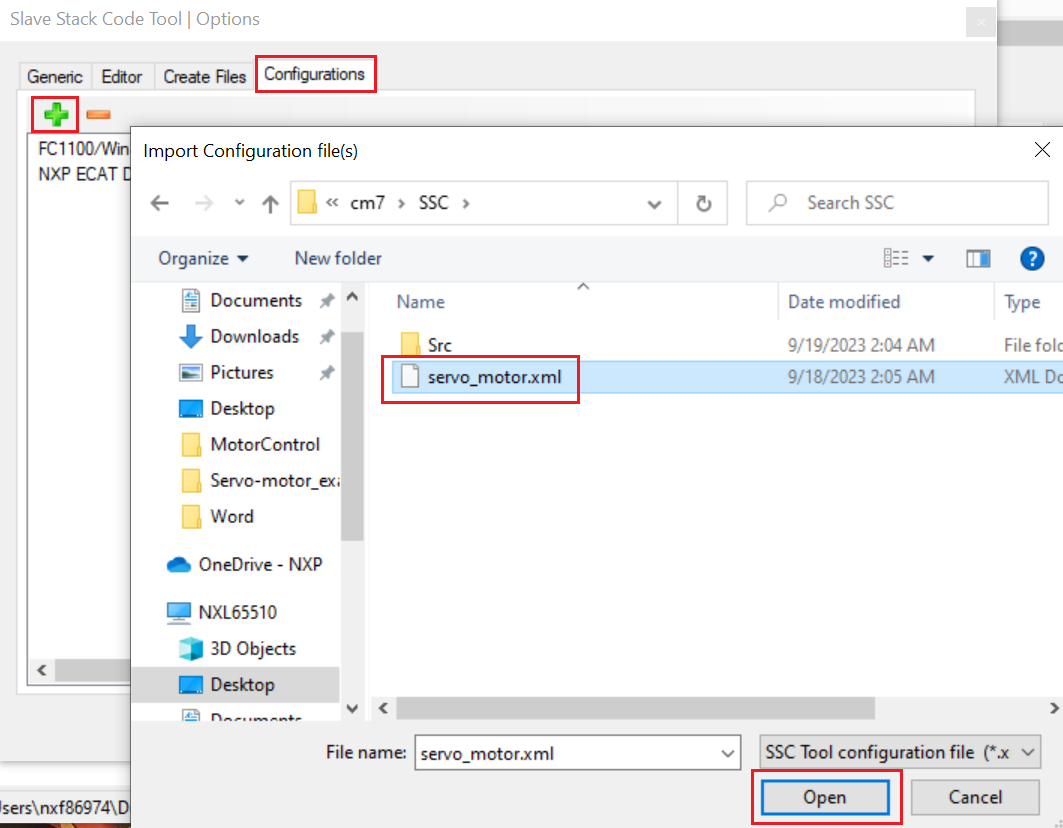 Slave Stack Code Tool | Options
Generic Editor Create Files Configurations
FC1100/Win
NXP ECAT D
Import Configuration file(s)
« cm7 › SSC ›
Search SSC
Organize New folder
Name Date modified Type
Documents
Downloads
Pictures
Desktop
MotorControl
Servo-motor_exa
Word
OneDrive - NXP
NXL65510
3D Objects
Desktop
Documents
Src 9/19/2023 2:04 AM File fold
servo_motor.xml 9/18/2023 2:05 AM XML Do
File name: servo_motor.xml SSC Tool configuration file (*.x
Open Cancel
Jsers\nxf86974\D